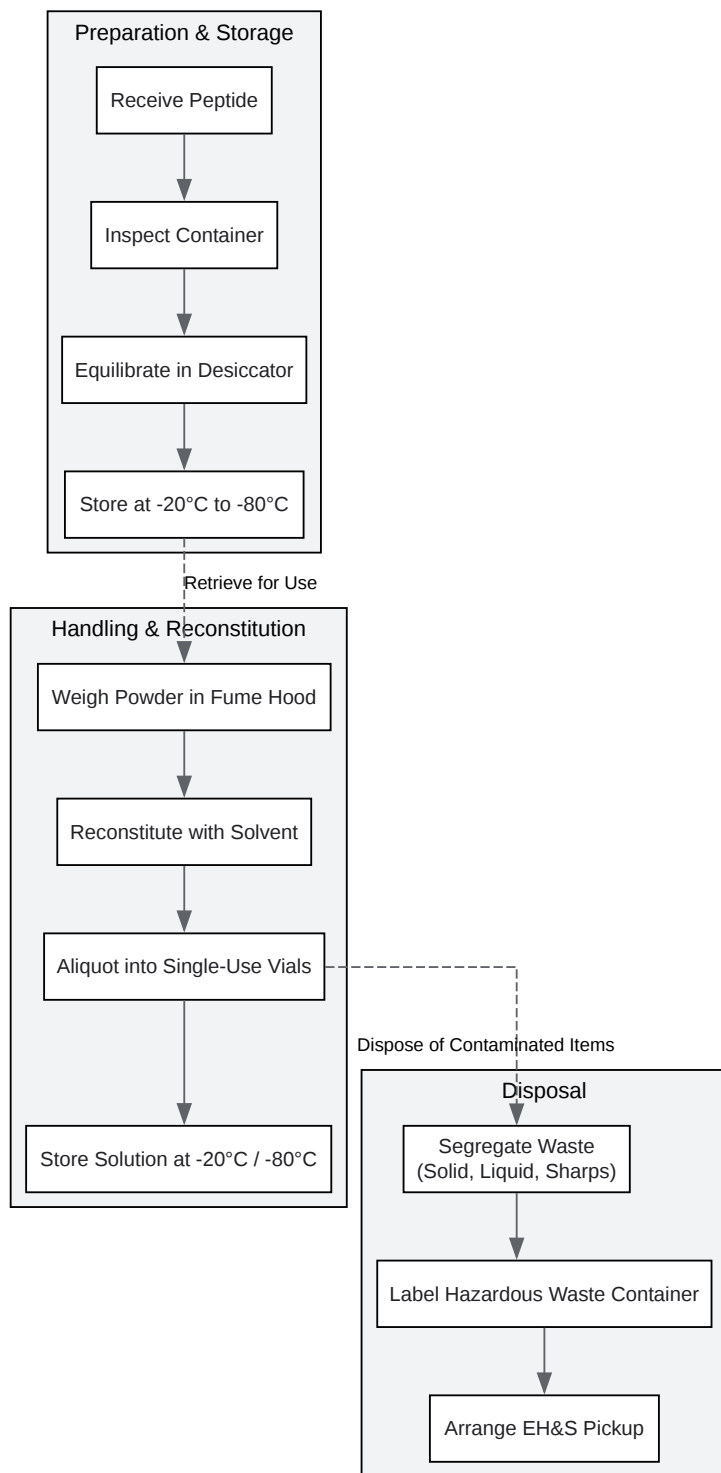 Preparation & Storage
Receive Peptide
Inspect Container
Equilibrate in Desiccator
Store at -20°C to -80°C
Retrieve for Use
Handling & Reconstitution
Weigh Powder in Fume Hood
Reconstitute with Solvent
Aliquot into Single-Use Vials
Store Solution at -20°C / -80°C
Dispose of Contaminated Items
Disposal
Segregate Waste
(Solid, Liquid, Sharps)
Label Hazardous Waste Container
Arrange EH&S Pickup